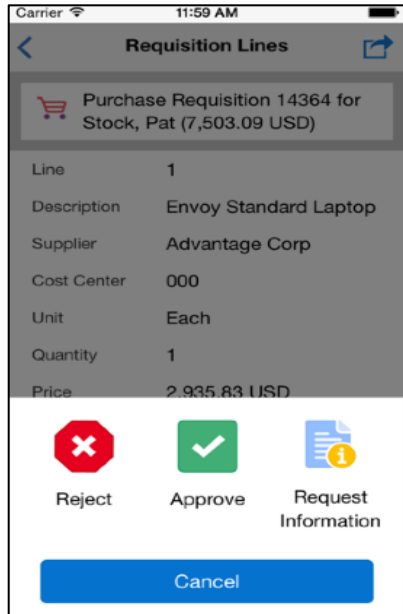 Carrier 11:59 AM
Requisition Lines
Purchase Requisition 14364 for
Stock, Pat (7,503.09 USD)
Line 1
Description Envoy Standard Laptop
Supplier Advantage Corp
Cost Center 000
Unit Each
Quantity 1
Price 2,935.83 USD
Reject Approve Request
Information
Cancel